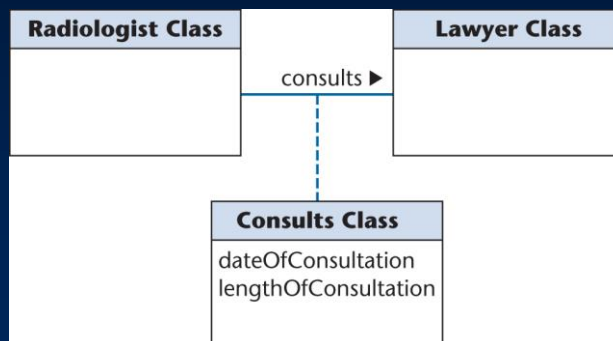 Radiologist Class
Lawyer Class
consults ▶
Consults Class
dateOfConsultation
lengthOfConsultation